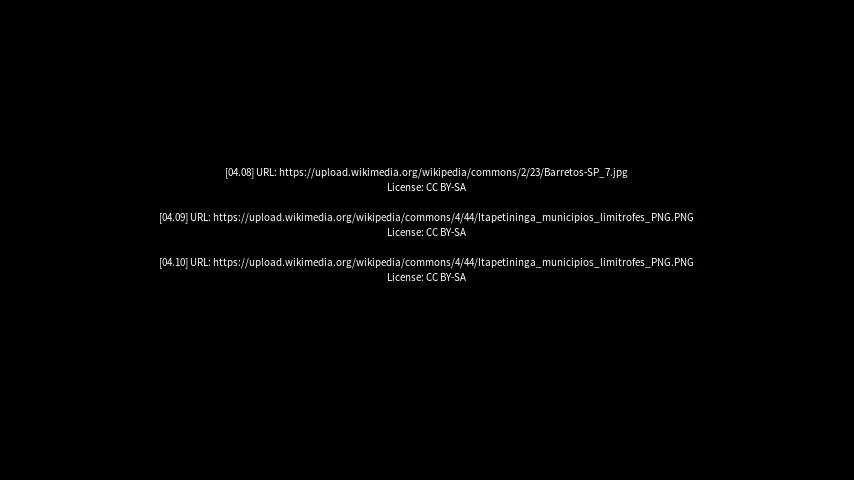 [04.08] URL: https://upload.wikimedia.org/wikipedia/commons/2/23/Barretos-SP_7.jpg
License: CC BY-SA
[04.09] URL: https://upload.wikimedia.org/wikipedia/commons/4/44/Itapetininga_municipios_limitrofes_PNG.PNG
License: CC BY-SA
[04.10] URL: https://upload.wikimedia.org/wikipedia/commons/4/44/Itapetininga_municipios_limitrofes_PNG.PNG
License: CC BY-SA